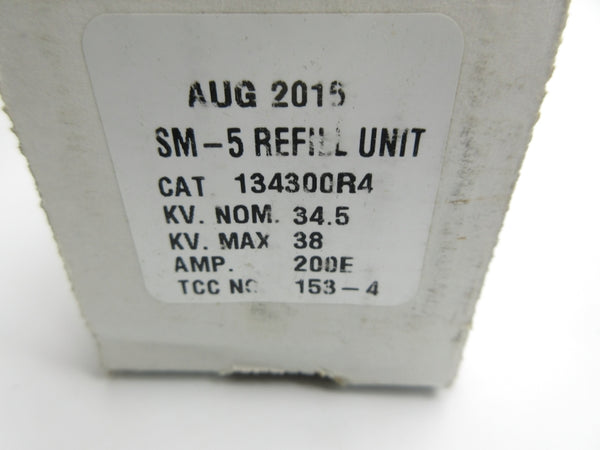 AUG 2015
SM-5 REFILL UNIT
CAT 134300R4
KV. NOM. 34.5
KV. MAX 38
AMP. 200E
TCC NO. 153-4